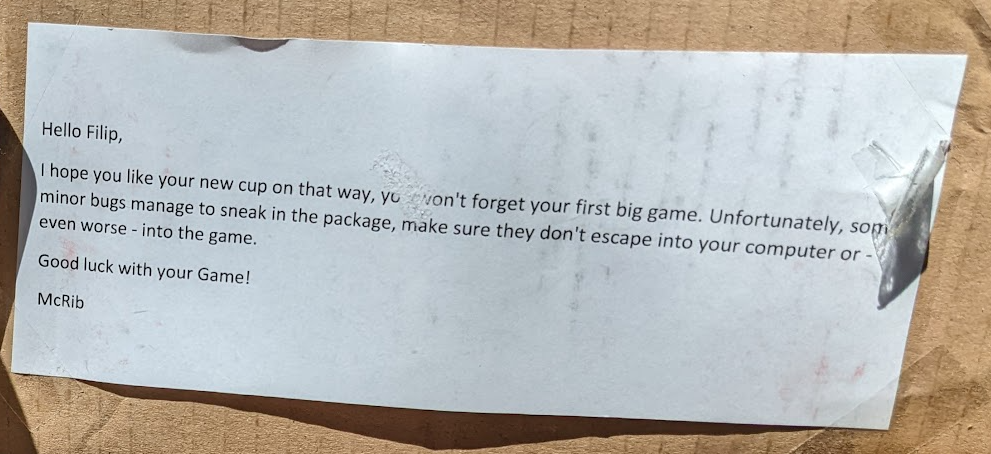 Hello Filip,
I hope you like your new cup on that way, yo won't forget your first big game. Unfortunately, som
minor bugs manage to sneak in the package, make sure they don't escape into your computer or -
even worse - into the game.
Good luck with your Game!
McRib